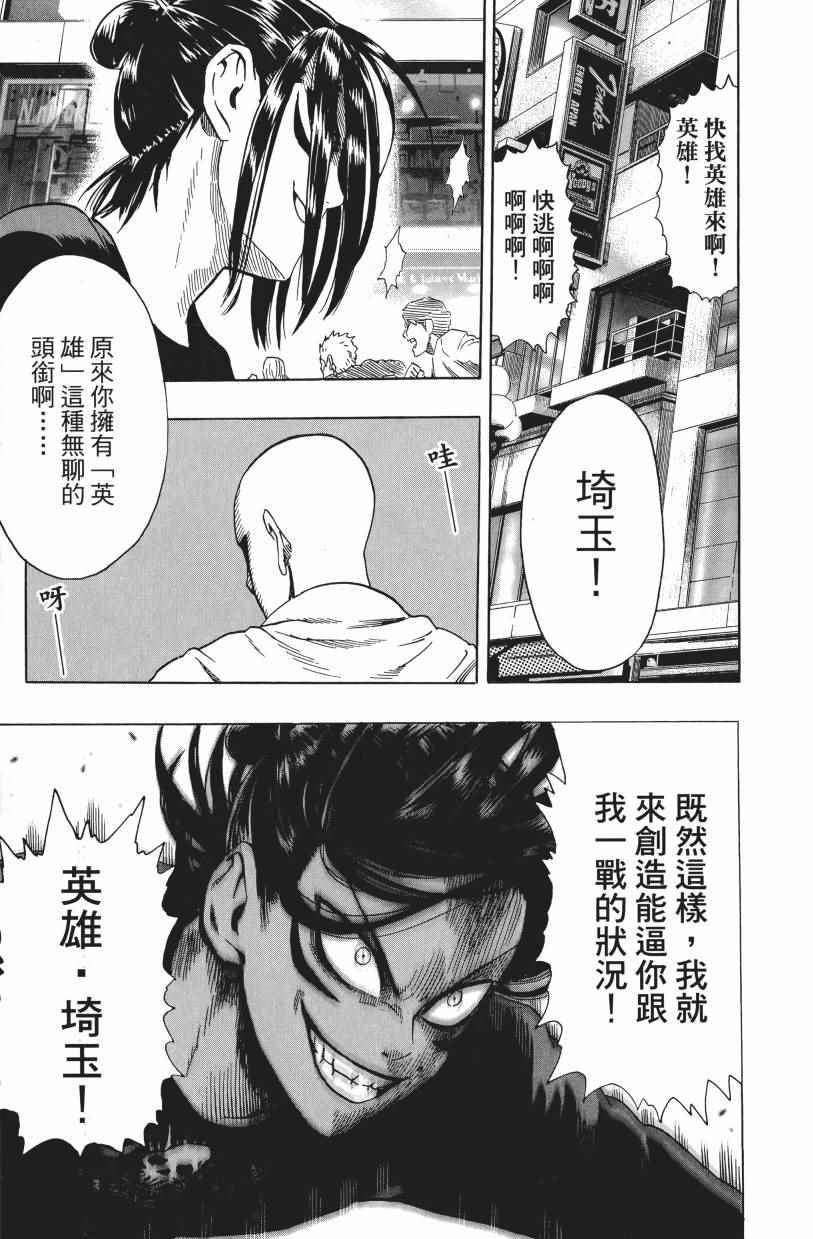 快找英雄來啊！
英雄！
快逃啊啊啊
啊啊啊！
Fender
埼玉！
哇——
呀——
原來你擁有「英
雄」這種無聊的
頭銜啊……
既然這樣，我就
來創造能逼你跟
我一戰的狀況！
英雄．埼玉！